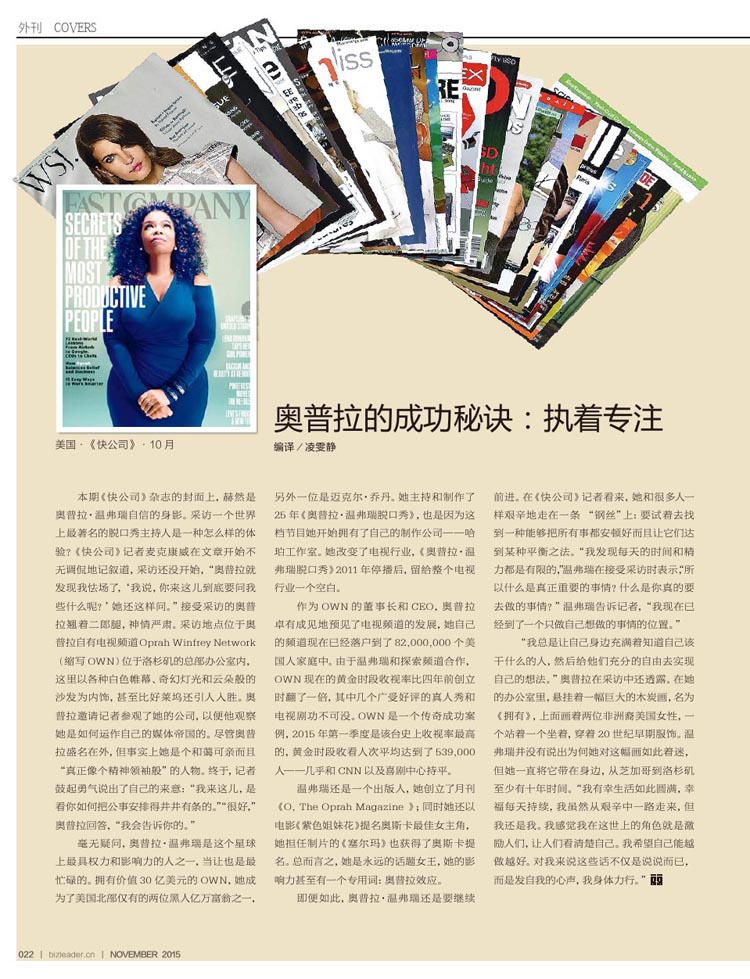 外刊 COVERS
WSJ.
FAST COMPANY
SECRETS
OF THE
MOST
PRODUCTIVE
PEOPLE
奥普拉的成功秘诀：执着专注
美国·《快公司》·10 月
编译／凌雯静
本期《快公司》杂志的封面上，赫然是
奥普拉·温弗瑞自信的身影。采访一个世界
上最著名的脱口秀主持人是一种怎么样的体
验？《快公司》记者麦克康威在文章开始不
无调侃地记叙道，采访还没开始，“奥普拉就
发现我怯场了，‘我说，你来这儿到底要问我
些什么呢？’她还这样问。”接受采访的奥普
拉翘着二郎腿，神情严肃。采访地点位于奥
普拉自有电视频道 Oprah Winfrey Network
（缩写 OWN）位于洛杉矶的总部办公室内，
这里以各种白色帷幕、奇幻灯光和云朵般的
沙发为内饰，甚至比好莱坞还引人入胜。奥
普拉邀请记者参观了她的公司，以便他观察
她是如何运作自己的媒体帝国的。尽管奥普
拉盛名在外，但事实上她是个和蔼可亲而且
“真正像个精神领袖般”的人物。终于，记者
鼓起勇气说出了自己的来意：“我来这儿，是
看你如何把公事安排得井井有条的。”“很好，”
奥普拉回答，“我会告诉你的。”
毫无疑问，奥普拉·温弗瑞是这个星球
上最具权力和影响力的人之一，当让也是最
忙碌的。拥有价值 30 亿美元的 OWN，她成
为了美国北部仅有的两位黑人亿万富翁之一，
另外一位是迈克尔·乔丹。她主持和制作了
25 年《奥普拉·温弗瑞脱口秀》，也是因为这
档节目她开始拥有了自己的制作公司——哈
珀工作室。她改变了电视行业，《奥普拉·温
弗瑞脱口秀》2011 年停播后，留给整个电视
行业一个空白。
作为 OWN 的董事长和 CEO，奥普拉
卓有成见地预见了电视频道的发展，她自己
的频道现在已经落户到了 82,000,000 个美
国人家庭中。由于温弗瑞和探索频道合作，
OWN 现在的黄金时段收视率比四年前创立
时翻了一倍，其中几个广受好评的真人秀和
电视剧功不可没。OWN 是一个传奇成功案
例，2015 年第一季度是该台史上收视率最高
的，黄金时段收看人次平均达到了 539,000
人——几乎和 CNN 以及喜剧中心持平。
温弗瑞还是一个出版人，她创立了月刊
《O, The Oprah Magazine 》；同时她还以
电影《紫色姐妹花》提名奥斯卡最佳女主角，
她担任制片的《塞尔玛》也获得了奥斯卡提
名。总而言之，她是永远的话题女王，她的影
响力甚至有一个专用词：奥普拉效应。
即便如此，奥普拉·温弗瑞还是要继续
前进。在《快公司》记者看来，她和很多人一
样艰辛地走在一条 “钢丝”上：要试着去找
到一种能够把所有事都安顿好而且让它们达
到某种平衡之法。“我发现每天的时间和精
力都是有限的，”温弗瑞在接受采访时表示，“所
以什么是真正重要的事情？什么是你真的要
去做的事情？”温弗瑞告诉记者，“我现在已
经到了一个只做自己想做的事情的位置。”
“我总是让自己身边充满着知道自己该
干什么的人，然后给他们充分的自由去实现
自己的想法。”奥普拉在采访中还透露。在她
的办公室里，悬挂着一幅巨大的木炭画，名为
《拥有》，上面画着两位非洲裔美国女性，一
个站着一个坐着，穿着 20 世纪早期服饰。温
弗瑞并没有说出为何她对这幅画如此着迷，
但她一直将它带在身边，从芝加哥到洛杉矶
至少有十年时间。“我有幸生活如此圆满，幸
福每天持续，我虽然从艰辛中一路走来，但
我还是我。我感觉我在这世上的角色就是激
励人们，让人们看清楚自己。我希望自己能越
做越好。对我来说这些话不仅是说说而已，
而是发自我的心声，我身体力行。”
022 | bizleader.cn | NOVEMBER 2015